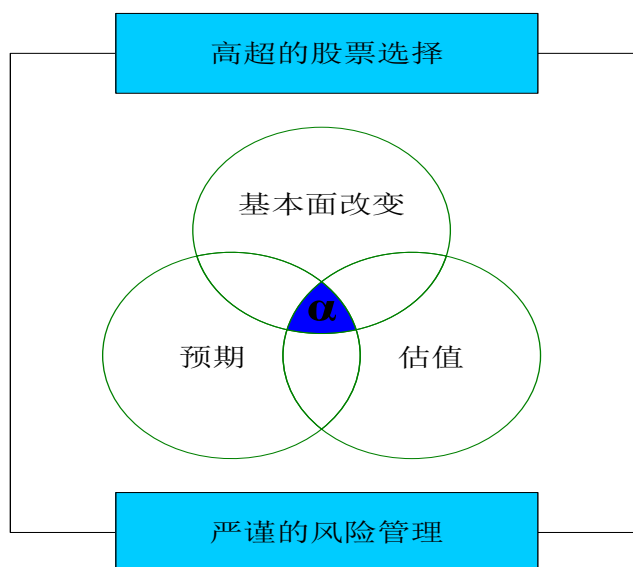 高超的股票选择
基本面改变
α
预期
估值
严谨的风险管理